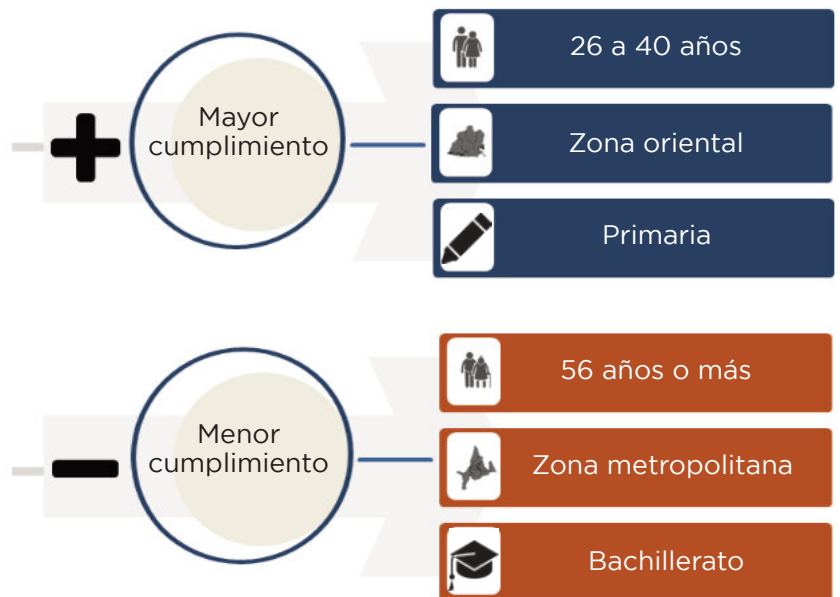 Mayor
cumplimiento
26 a 40 años
Zona oriental
Primaria
Menor
cumplimiento
56 años o más
Zona metropolitana
Bachillerato